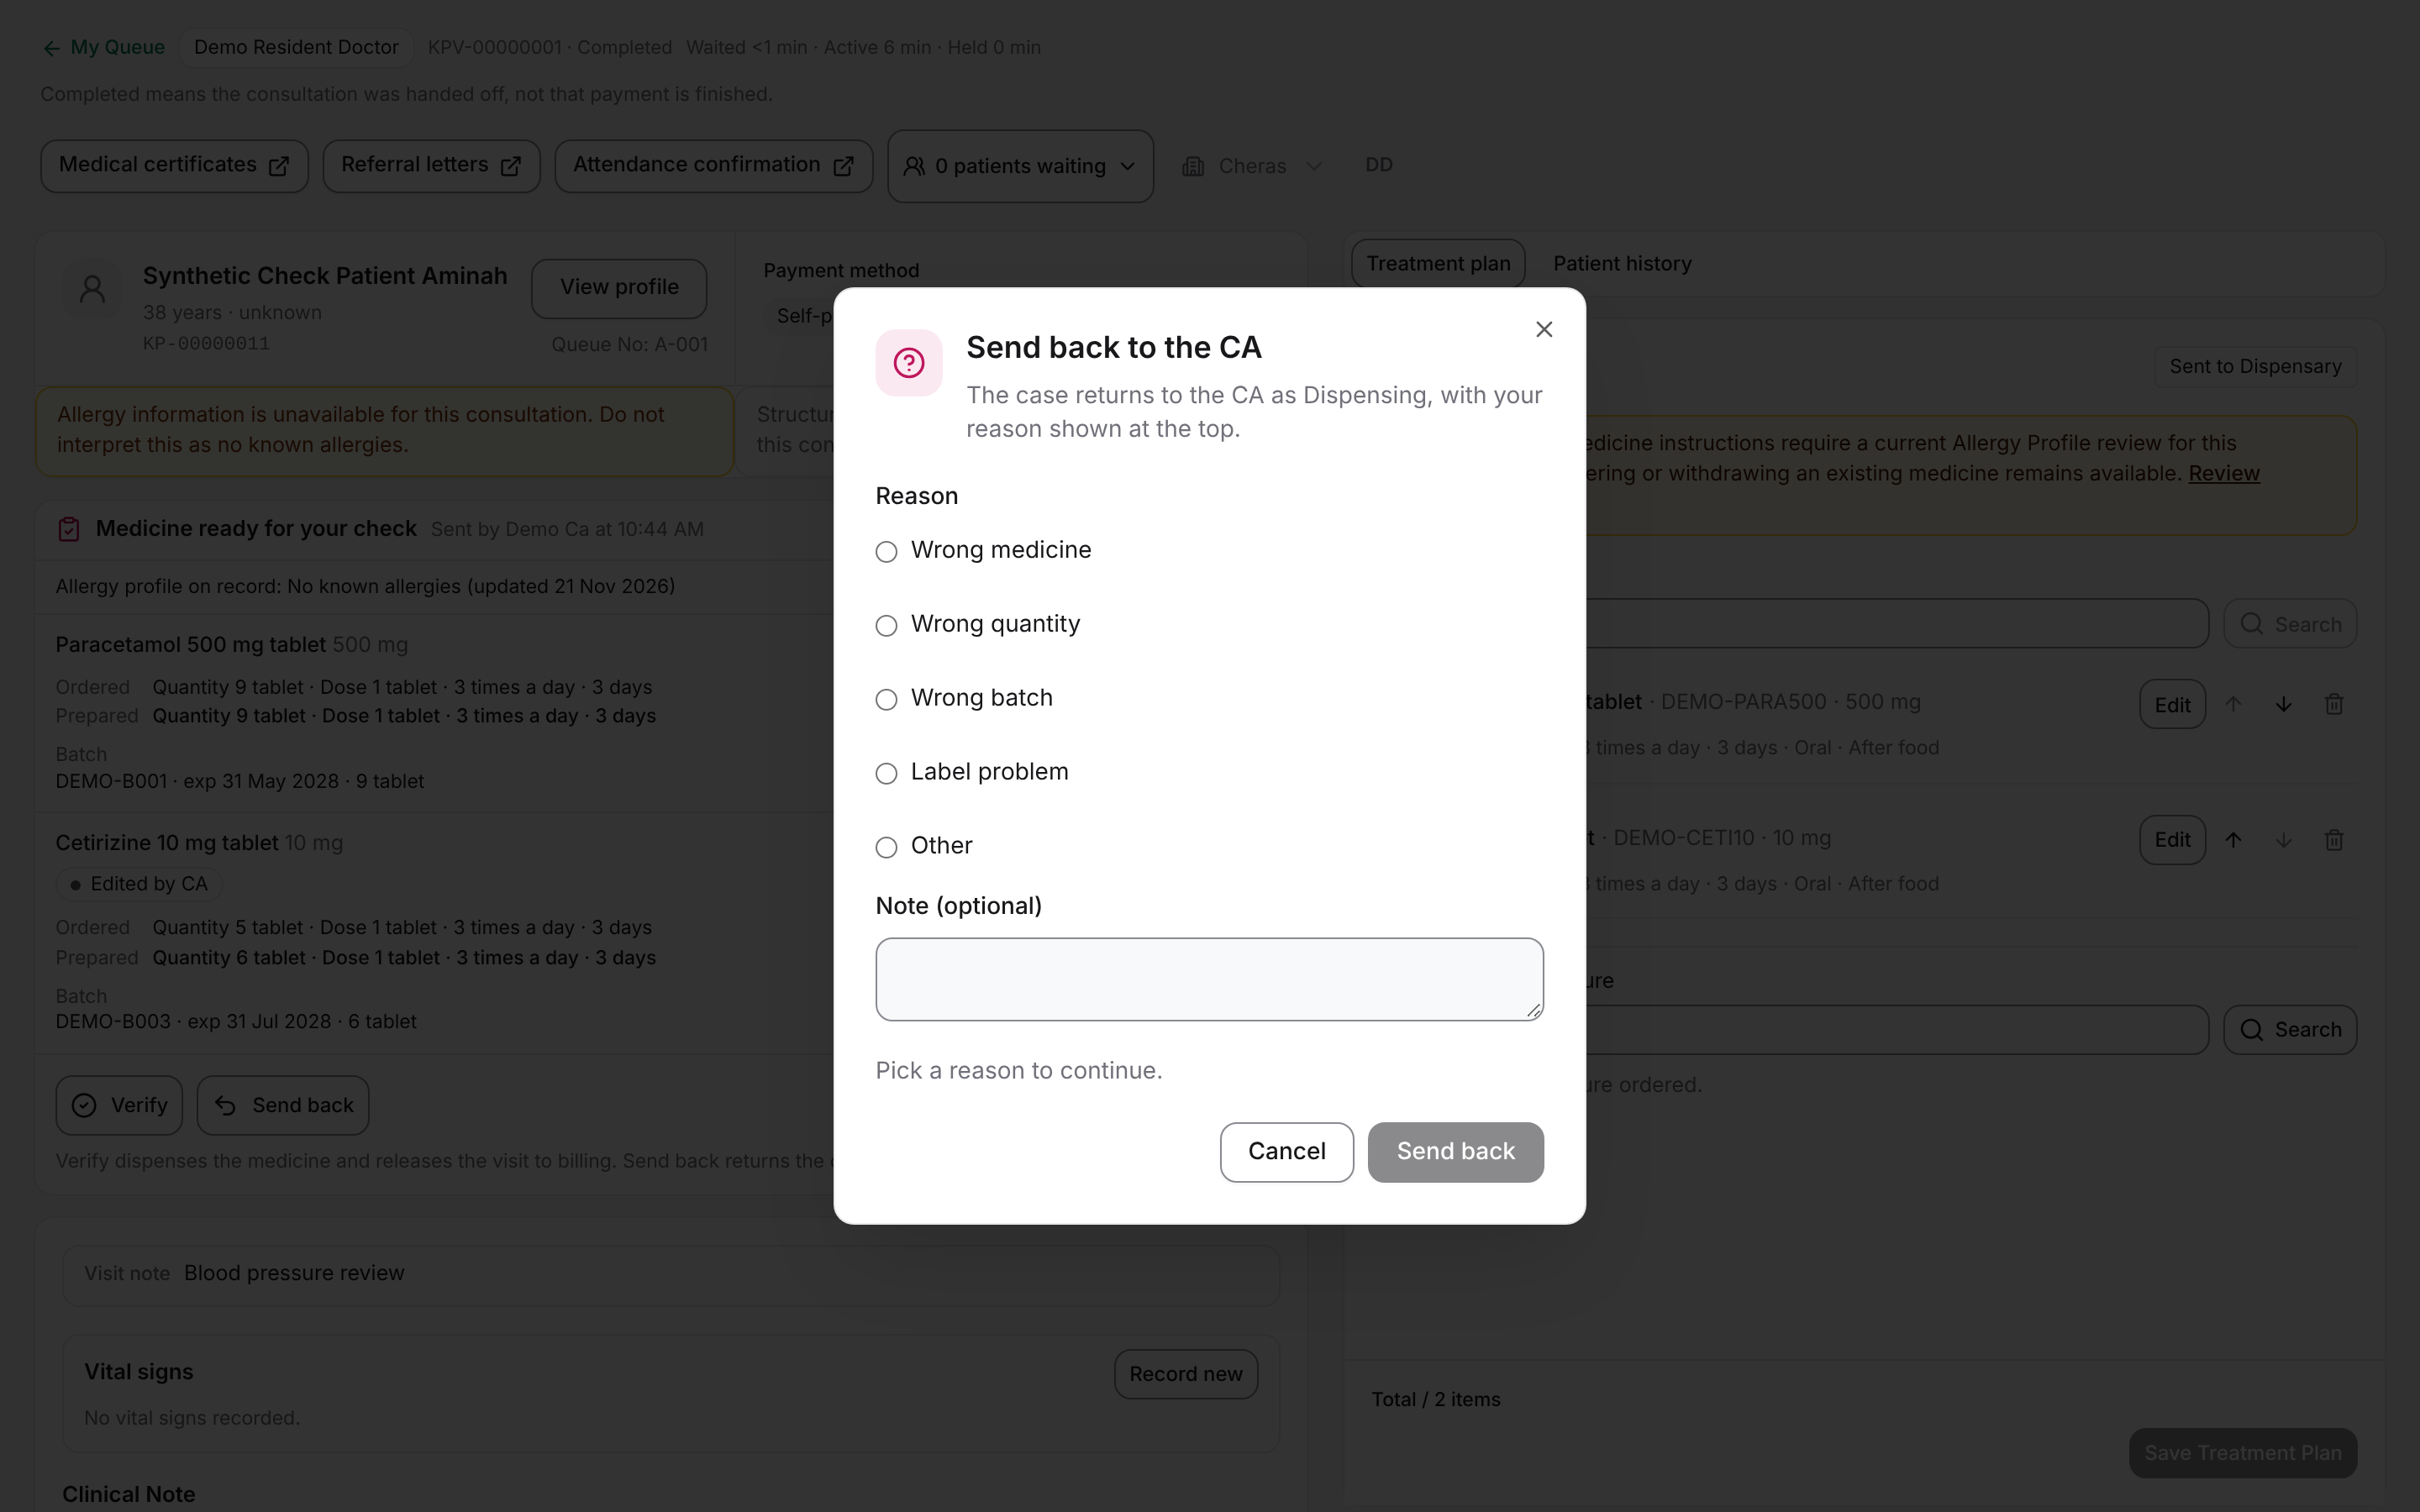 My Queue Demo Resident Doctor KPV-00000001 · Completed Waited <1 min · Active 6 min · Held 0 min
Completed means the consultation was handed off, not that payment is finished.
Medical certificates Referral letters Attendance confirmation 0 patients waiting Cheras DD
Synthetic Check Patient Aminah
38 years · unknown
KP-00000011
View profile
Queue No: A-001
Payment method
Self-p
Allergy information is unavailable for this consultation. Do not
interpret this as no known allergies.
Structu
this con
Medicine ready for your check Sent by Demo Ca at 10:44 AM
Allergy profile on record: No known allergies (updated 21 Nov 2026)
Paracetamol 500 mg tablet 500 mg
Ordered Quantity 9 tablet · Dose 1 tablet · 3 times a day · 3 days
Prepared Quantity 9 tablet · Dose 1 tablet · 3 times a day · 3 days
Batch
DEMO-B001 · exp 31 May 2028 · 9 tablet
Cetirizine 10 mg tablet 10 mg
Edited by CA
Ordered Quantity 5 tablet · Dose 1 tablet · 3 times a day · 3 days
Prepared Quantity 6 tablet · Dose 1 tablet · 3 times a day · 3 days
Batch
DEMO-B003 · exp 31 Jul 2028 · 6 tablet
Verify Send back
Verify dispenses the medicine and releases the visit to billing. Send back returns the
Visit note Blood pressure review
Vital signs
Record new
No vital signs recorded.
Clinical Note
Send back to the CA
The case returns to the CA as Dispensing, with your
reason shown at the top.
Reason
Wrong medicine
Wrong quantity
Wrong batch
Label problem
Other
Note (optional)
Pick a reason to continue.
Cancel Send back
Treatment plan Patient history
Sent to Dispensary
edicine instructions require a current Allergy Profile review for this
ering or withdrawing an existing medicine remains available. Review
Search
tablet · DEMO-PARA500 · 500 mg
Edit
times a day · 3 days · Oral · After food
t · DEMO-CETI10 · 10 mg
Edit
times a day · 3 days · Oral · After food
ure
Search
ure ordered.
Total / 2 items
Save Treatment Plan